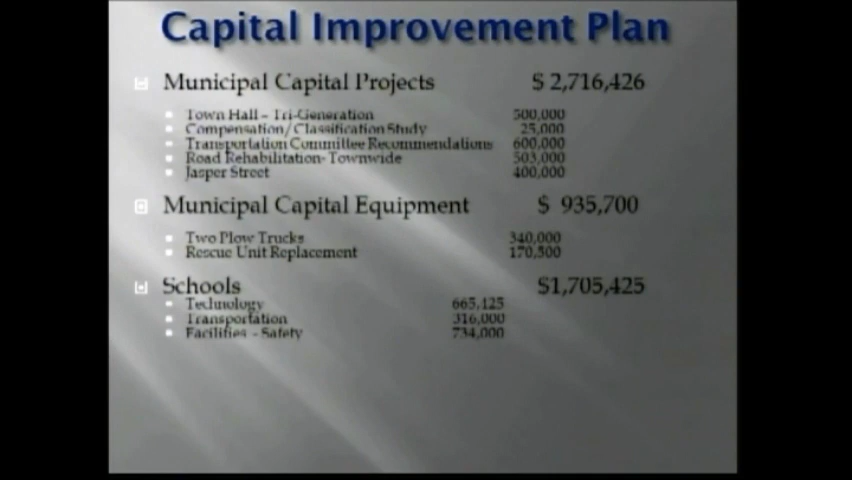 Capital Improvement Plan
Municipal Capital Projects $ 2,716,426
Town Hall – Tri-Generation 500,000
Compensation/Classification Study 25,000
Transportation Committee Recommendations 600,000
Road Rehabilitation- Townwide 503,000
Jasper Street 400,000
Municipal Capital Equipment $ 935,700
Two Plow Trucks 340,000
Rescue Unit Replacement 170,500
Schools $1,705,425
Technology 665,125
Transportation 316,000
Facilities - Safety 734,000